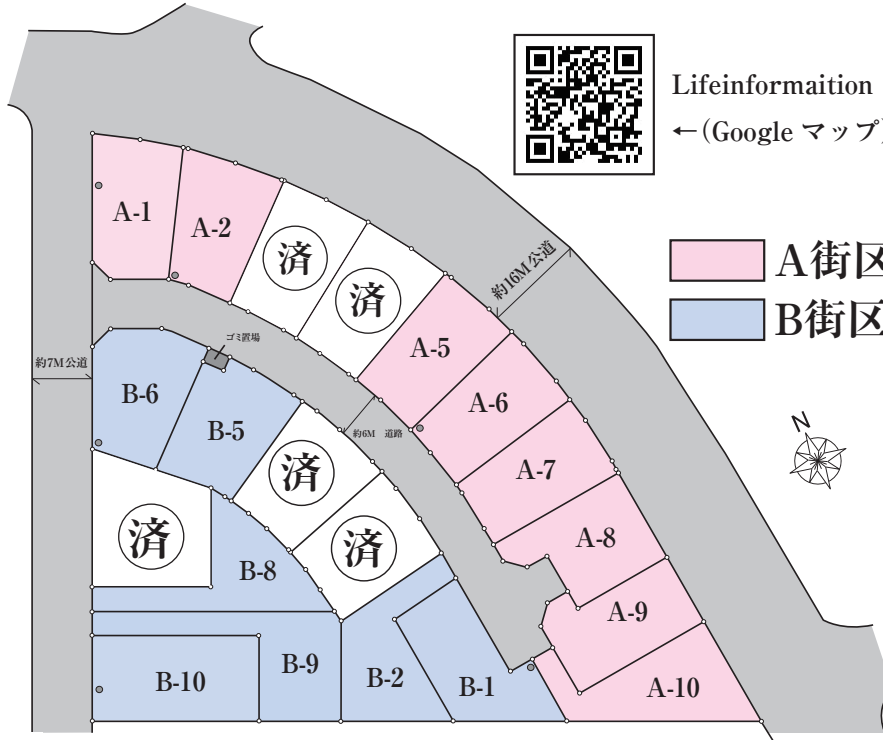 Lifeinformaition
←(Google マップ)
A-1
A-2
済
済
約16M公道
A街区
B街区
A-5
ゴミ置場
約7M公道
B-6
B-5
約6M 道路
A-6
N
済
A-7
済
済
A-8
B-8
A-9
B-10
B-9
B-2
B-1
A-10